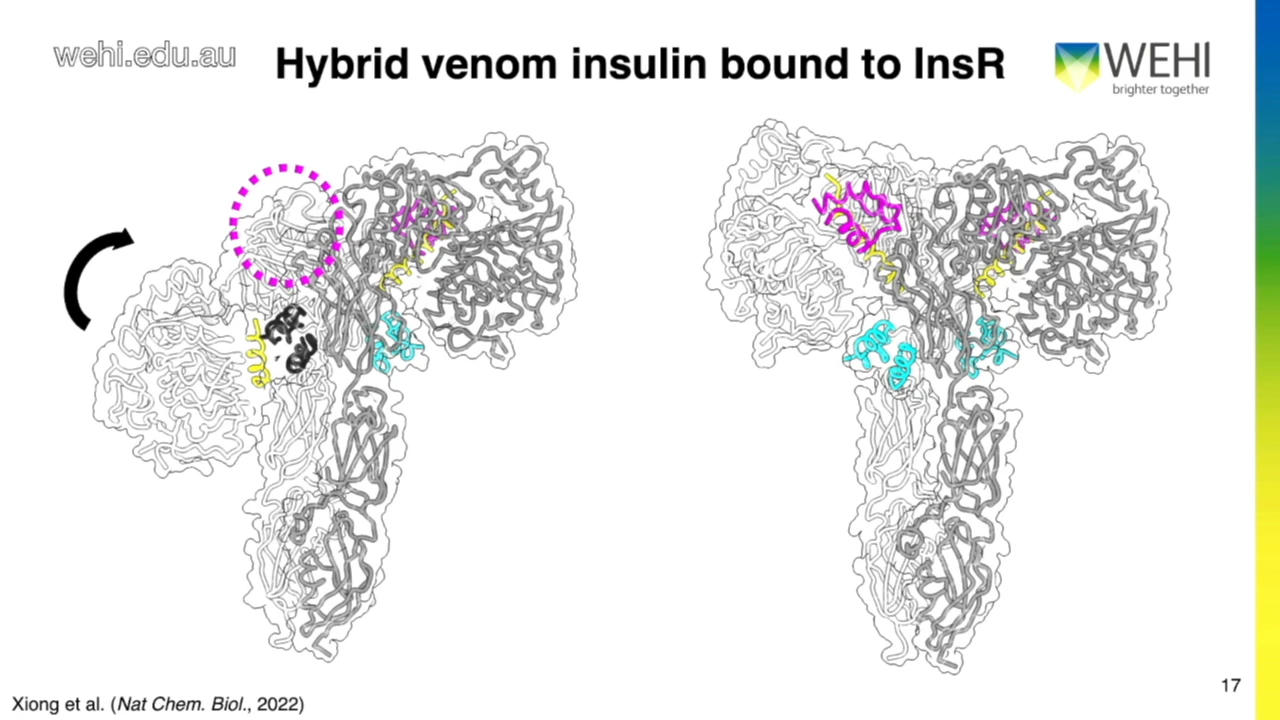 wehi.edu.au
Hybrid venom insulin bound to InsR
WEHI
brighter together
17
Xiong et al. (Nat Chem. Biol., 2022)